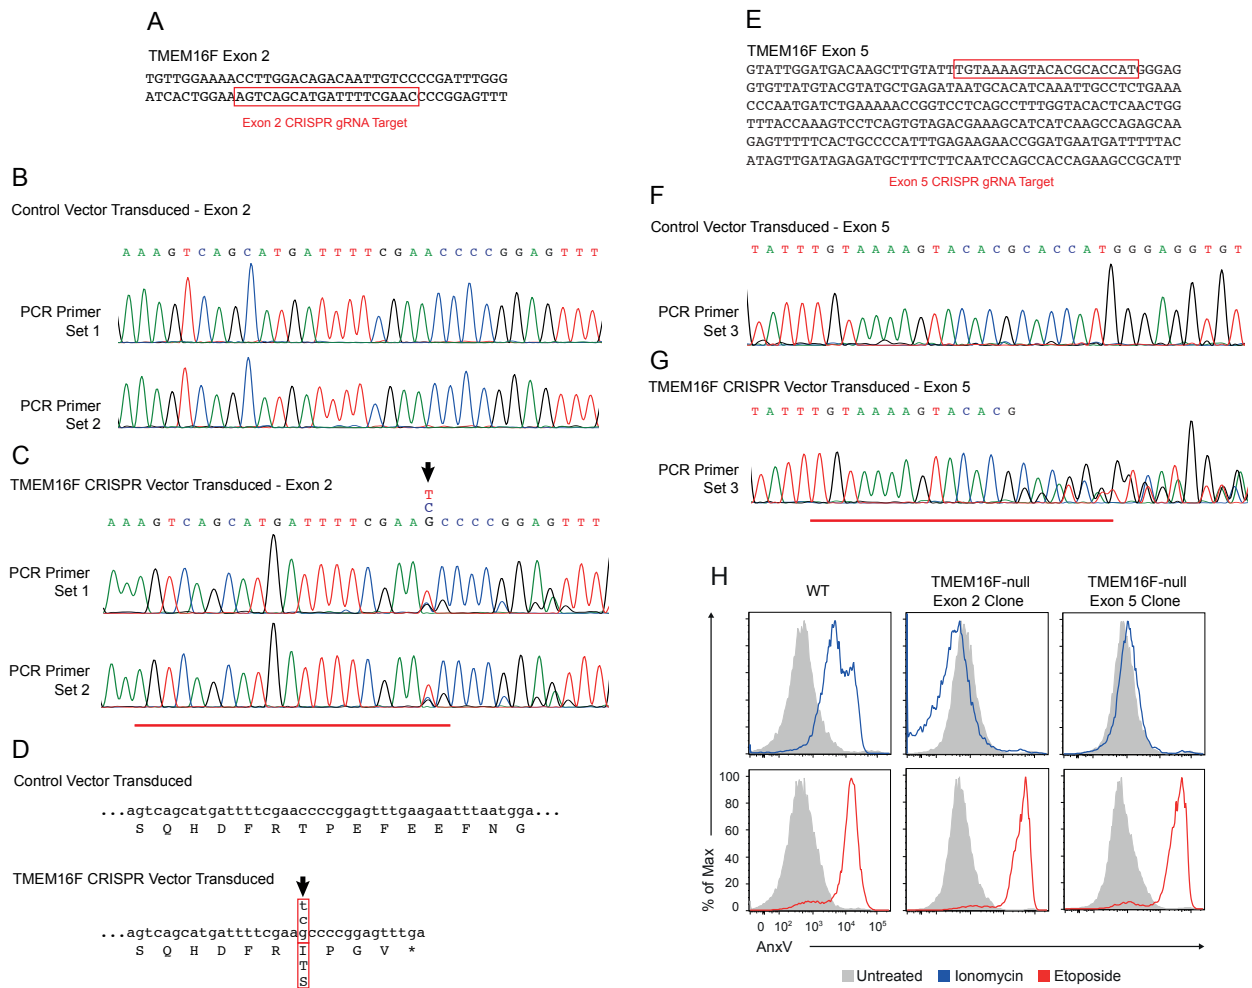 A
TMEM16F Exon 2
TGTTGGAAAACCTTGGACAGACAATTGTCCCCGATTTGGG
ATCACTGGAAAGTCAGCATGATTTTCGAACCCCGGAGTTT
Exon 2 CRISPR gRNA Target
B
Control Vector Transduced - Exon 2
A A A G T C A G C A T G A T T T T C G A A C C C C G G A G T T T
PCR Primer
Set 1
PCR Primer
Set 2
C
TMEM16F CRISPR Vector Transduced - Exon 2
T
C
A A A G T C A G C A T G A T T T T C G A A G C C C C G G A G T T T
PCR Primer
Set 1
PCR Primer
Set 2
D
Control Vector Transduced
...agtcagcatgattttcgaaccccggagtttgaagaatttaatgga...
S Q H D F R T P E F E E F N G
TMEM16F CRISPR Vector Transduced
t
c
...agtcagcatgattttcgaagccccggagtttga
S Q H D F R I P G V *
T
S
E
TMEM16F Exon 5
GTATTGGATGACAAGCTTGTATTTGTAAAAGTACACGCACCATGGGAG
GTGTTATGTACGTATGCTGAGATAATGCACATCAAATTGCCTCTGAAA
CCCAATGATCTGAAAAACCGGTCCTCAGCCTTTGGTACACTCAACTGG
TTTACCAAAGTCCTCAGTGTAGACGAAAGCATCATCAAGCCAGAGCAA
GAGTTTTTCACTGCCCCATTTGAGAAGAACCGGATGAATGATTTTTAC
ATAGTTGATAGAGATGCTTTCTTCAATCCAGCCACCAGAAGCCGCATT
Exon 5 CRISPR gRNA Target
F
Control Vector Transduced - Exon 5
T A T T T G T A A A A G T A C A C G C A C C A T G G G A G G T G T
PCR Primer
Set 3
G
TMEM16F CRISPR Vector Transduced - Exon 5
T A T T T G T A A A A G T A C A C G
PCR Primer
Set 3
H
WT
TMEM16F-null
Exon 2 Clone
TMEM16F-null
Exon 5 Clone
% of Max
100
80
60
40
20
0
0 10² 10³ 10⁴ 10⁵
AnxV
Untreated Ionomycin Etoposide